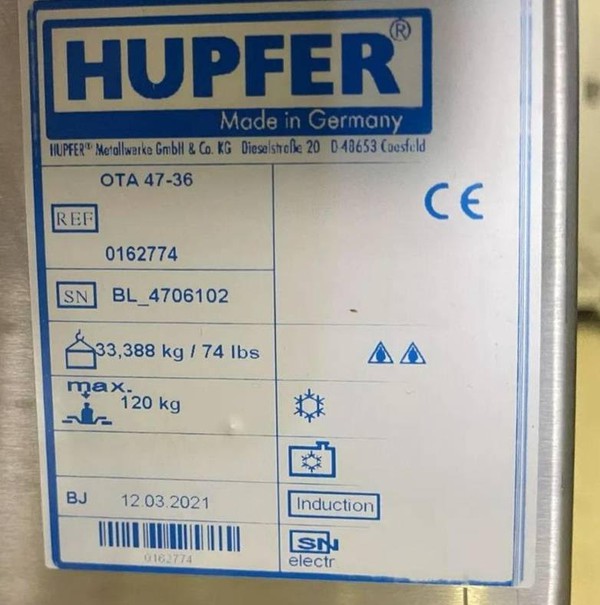 HUPFER®
Made in Germany
HUPFER® Metallwerke GmbH & Co. KG Dieselstraße 20 D-48653 Coesfeld
OTA 47-36
REF
0162774
SN BL_4706102
33,388 kg / 74 lbs
max.
120 kg
BJ 12.03.2021
0162774
CE
Induction
SN
electr